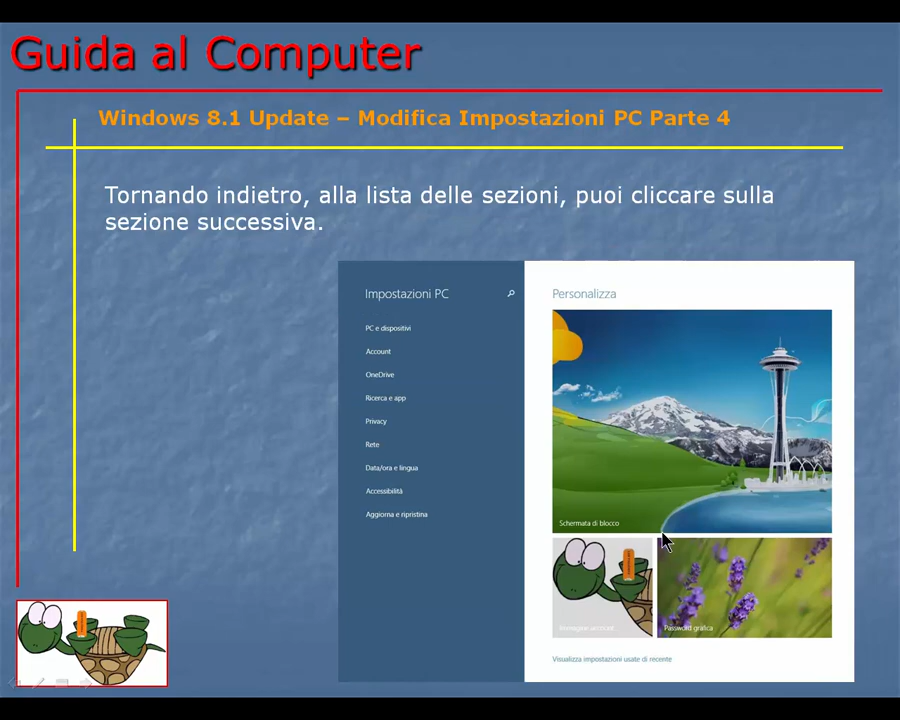 Guida al Computer
Windows 8.1 Update – Modifica Impostazioni PC Parte 4
Tornando indietro, alla lista delle sezioni, puoi cliccare sulla
sezione successiva.
Impostazioni PC
PC e dispositivi
Account
OneDrive
Ricerca e app
Privacy
Rete
Data/ora e lingua
Accessibilità
Aggiorna e ripristina
Personalizza
Schermata di blocco
Immagine account
Password grafica
Visualizza impostazioni usate di recente